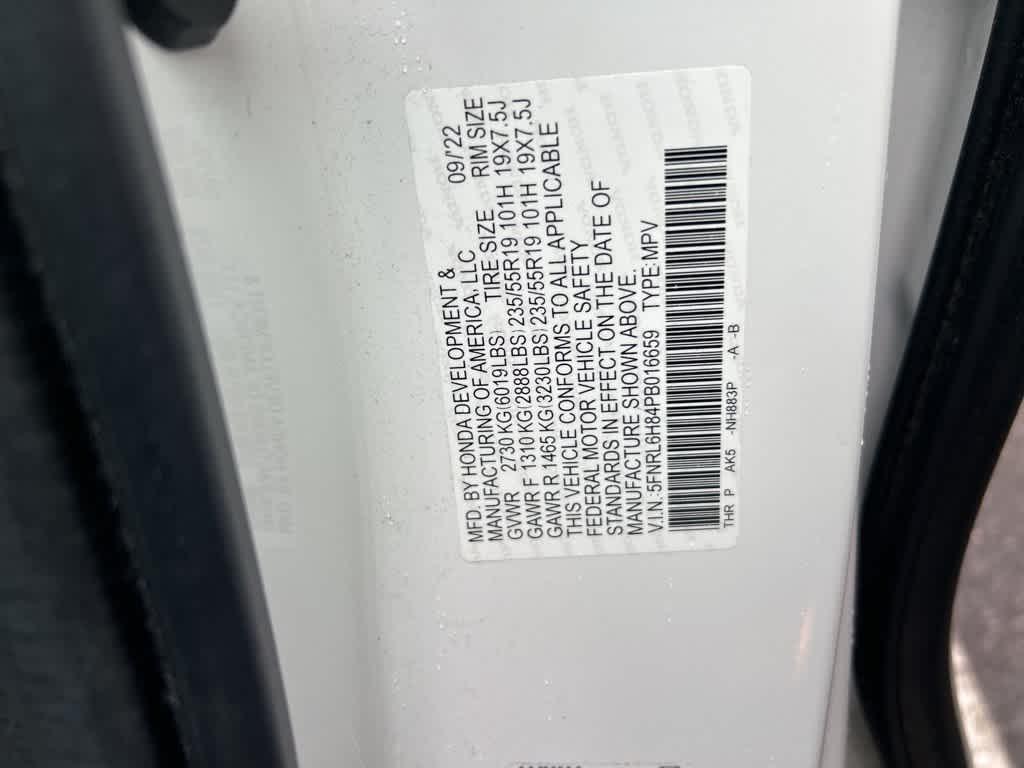 MFD. BY HONDA DEVELOPMENT &
MANUFACTURING OF AMERICA, LLC 09/'22
GVWR 2730 KG(6019LBS) TIRE SIZE RIM SIZE
GAWR F 1310 KG(2888LBS) 235/55R19 101H 19X7.5J
GAWR R 1465 KG(3230LBS) 235/55R19 101H 19X7.5J
THIS VEHICLE CONFORMS TO ALL APPLICABLE
FEDERAL MOTOR VEHICLE SAFETY
STANDARDS IN EFFECT ON THE DATE OF
MANUFACTURE SHOWN ABOVE.
V.I.N.:5FNRL6H84PB016659 TYPE:MPV
THR P AK5 -NH883P -A -B